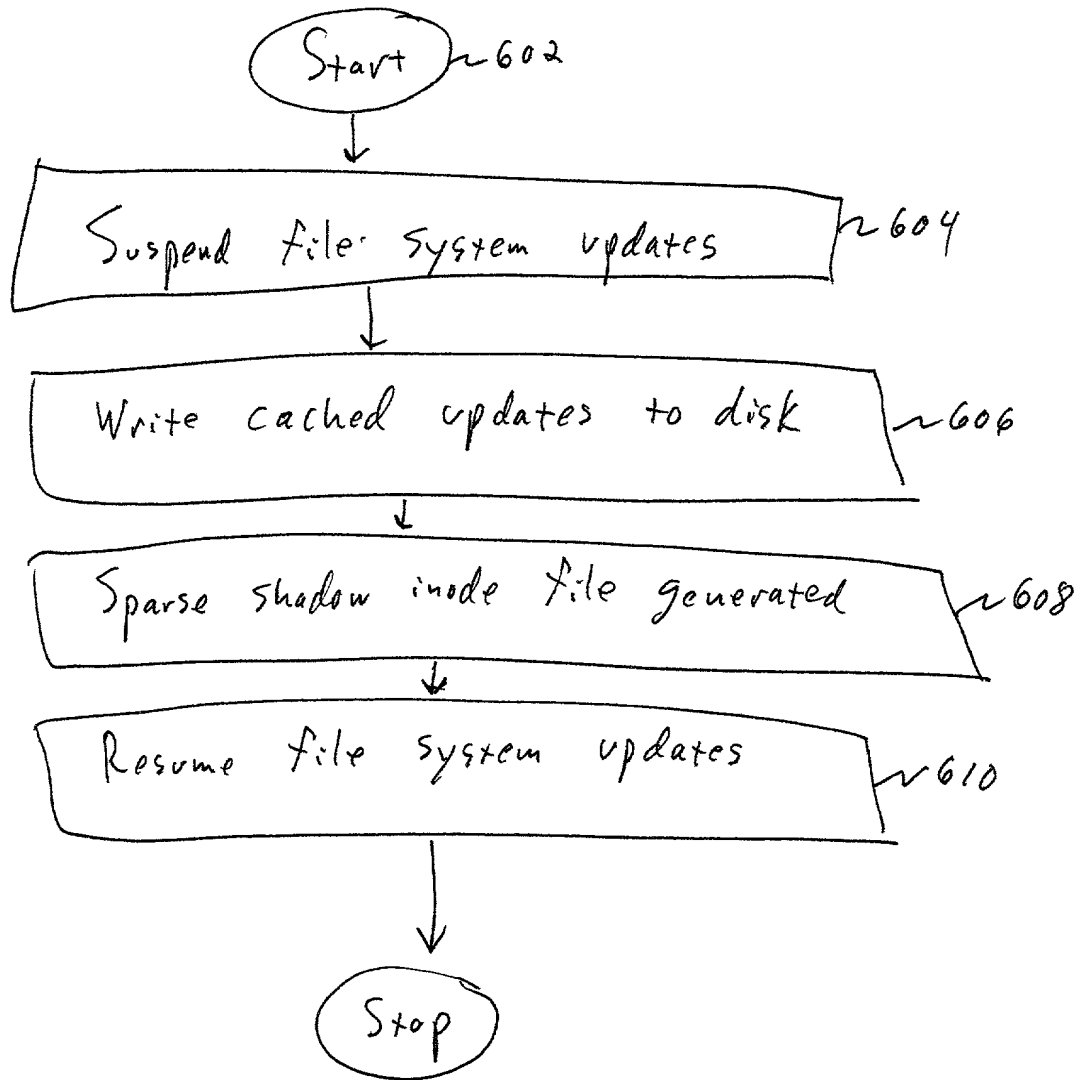 Start 602
Suspend file system updates 604
Write cached updates to disk 606
Sparse shadow inode file generated 608
Resume file system updates 610
Stop